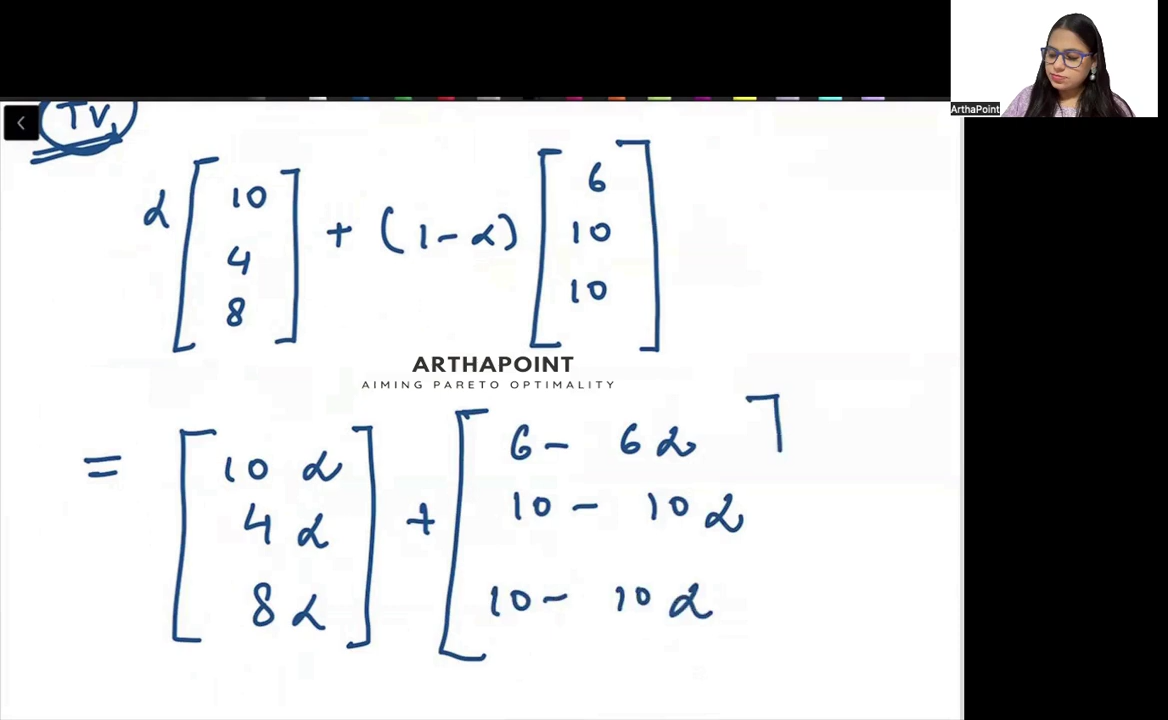 TV,
α [10 4 8] + (1-α) [6 10 10]
ARTHAPOINT
AIMING PARETO OPTIMALITY
= [10α 4α 8α] + [6-6α 10-10α 10-10α]
ArthaPoint